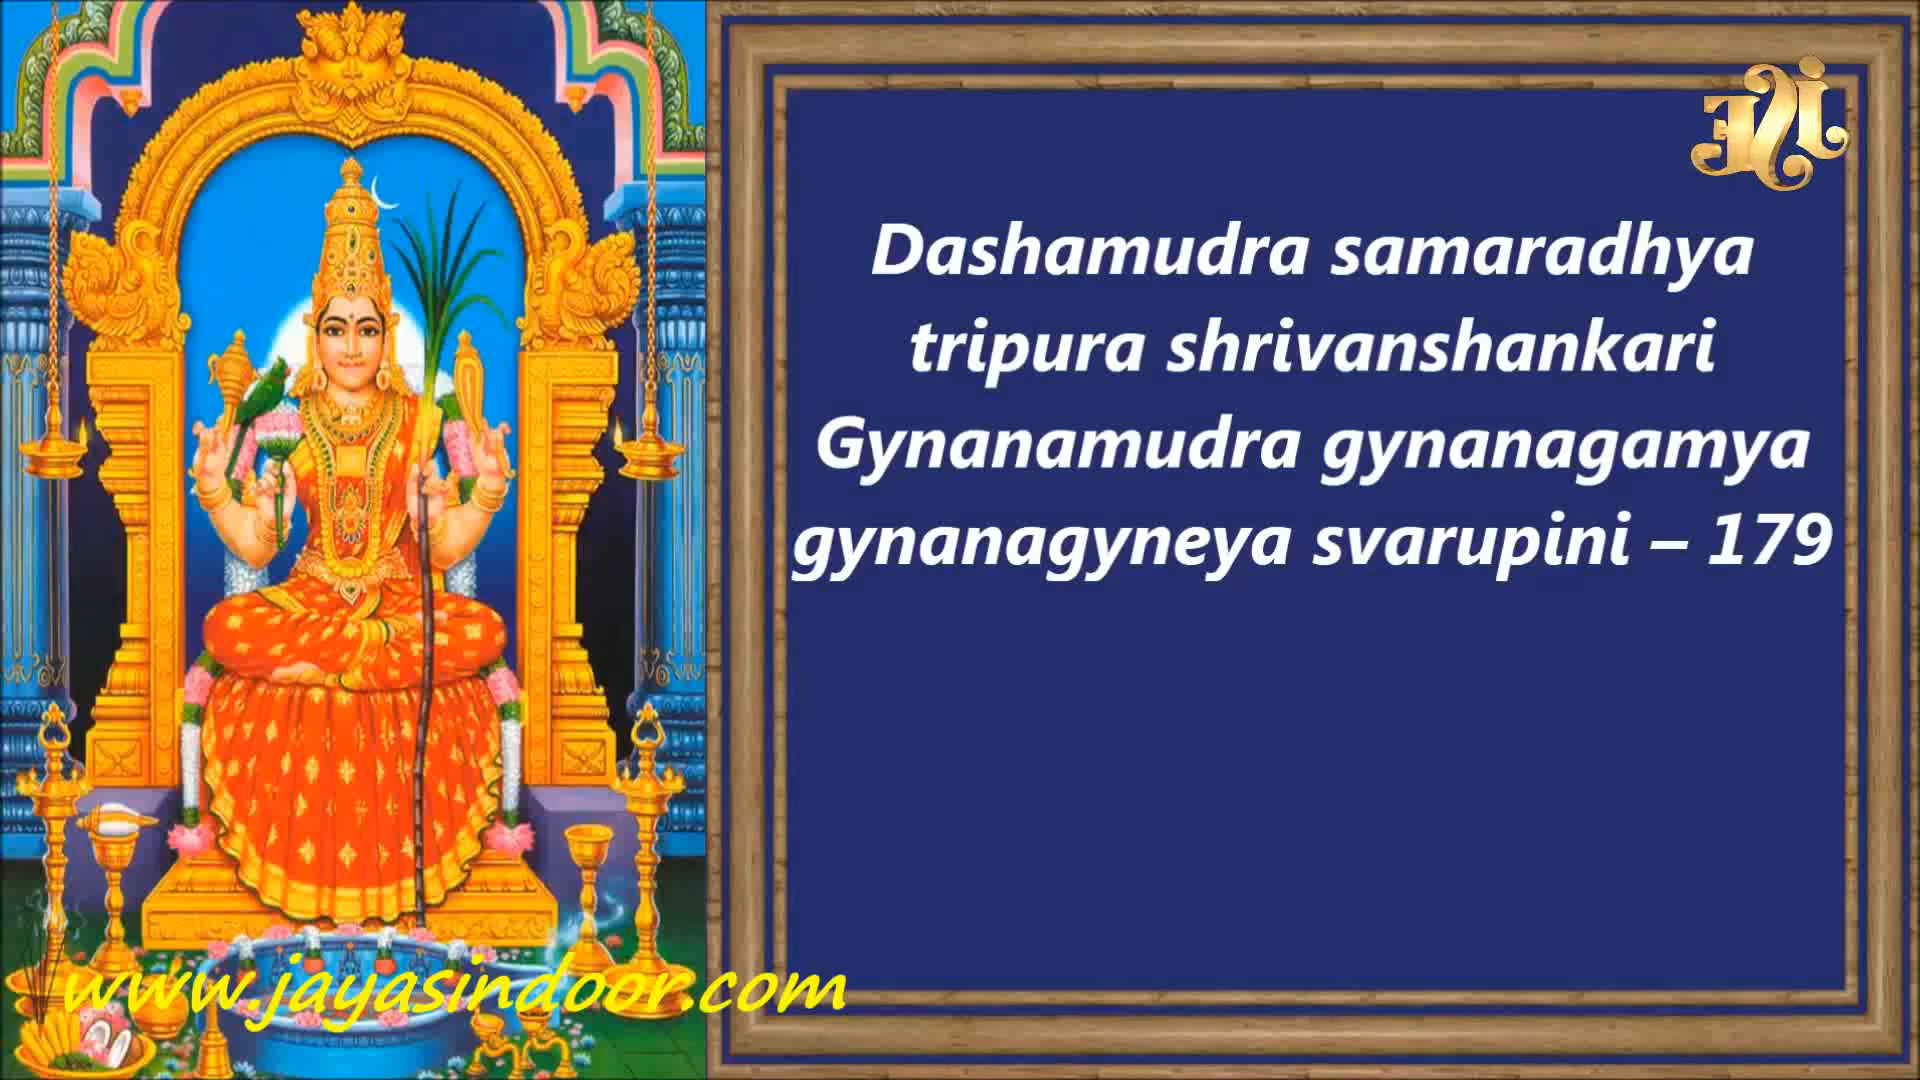 Dashamudra samaradhya
tripura shrivanshankari
Gynanamudra gynanagamya
gynanagyneya svarupini – 179
www.jayasindoor.com